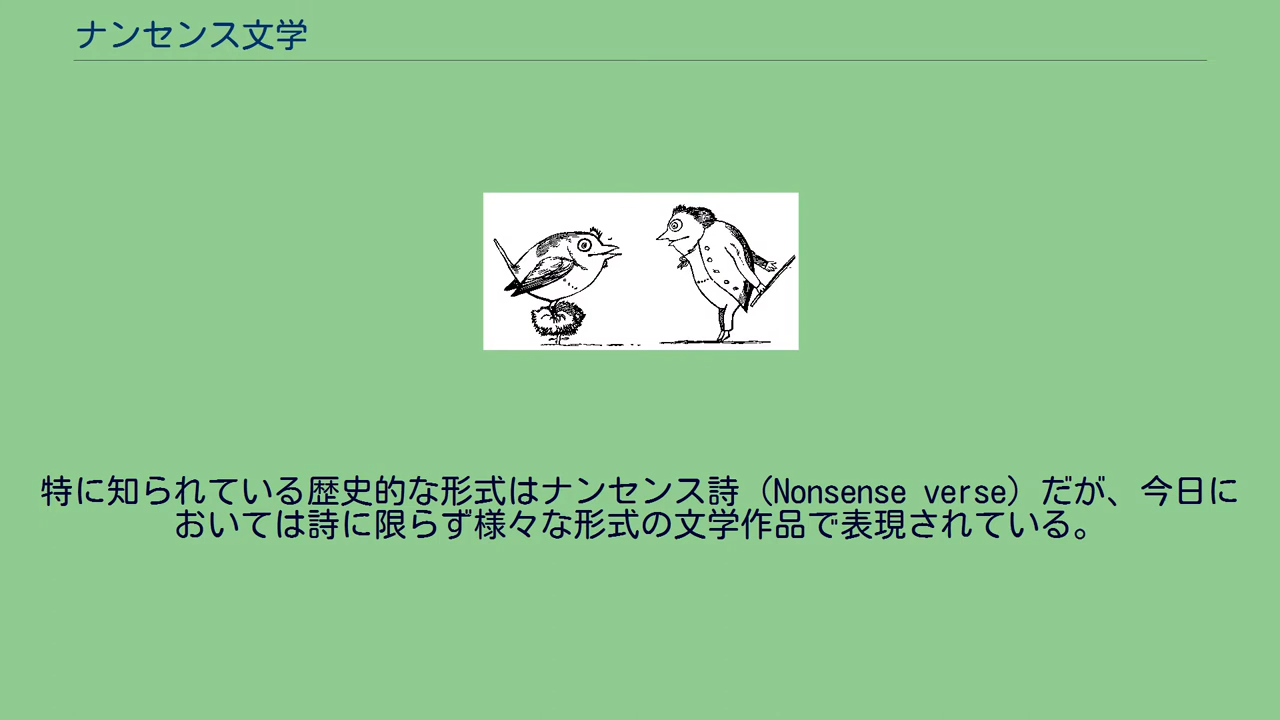 ナンセンス文学
特に知られている歴史的な形式はナンセンス詩（Nonsense verse）だが、今日に
おいては詩に限らず様々な形式の文学作品で表現されている。